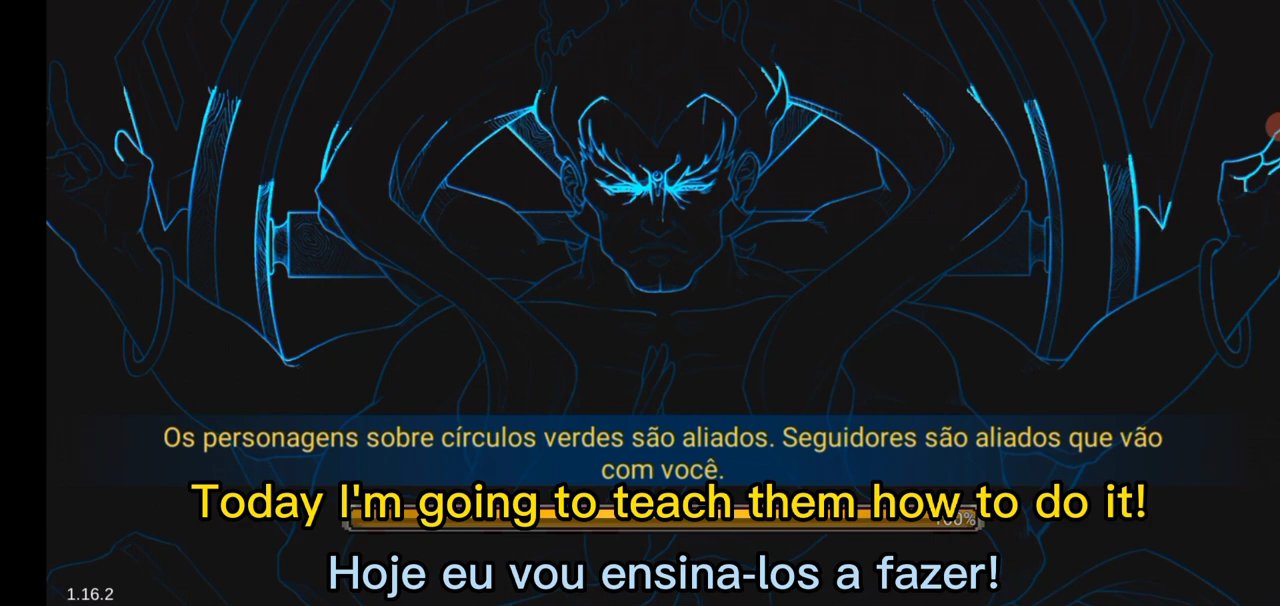 Os personagens sobre círculos verdes são aliados. Seguidores são aliados que vão
com você.
Today I'm going to teach them how to do it!
100%
Hoje eu vou ensina-los a fazer!
1.16.2